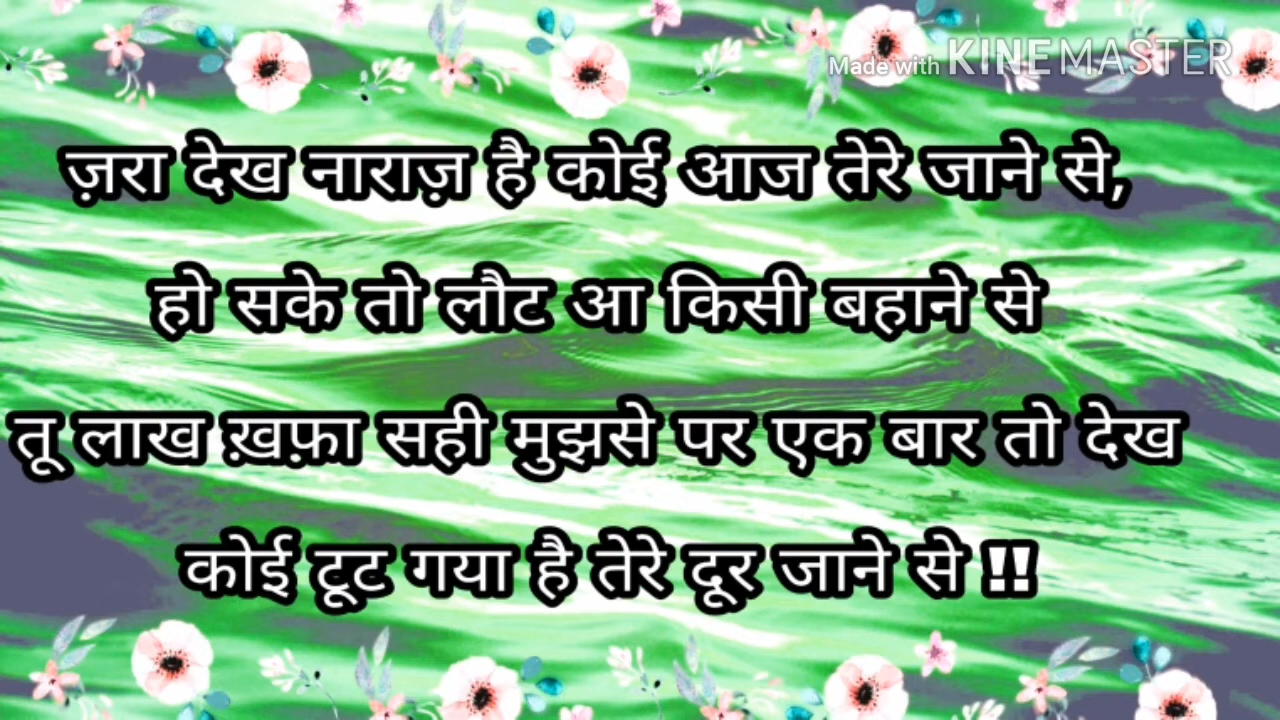 Made with KINEMASTER
ज़रा देख नाराज़ है कोई आज तेरे जाने से,
हो सके तो लौट आ किसी बहाने से
तू लाख ख़फ़ा सही मुझसे पर एक बार तो देख
कोई टूट गया है तेरे दूर जाने से !!